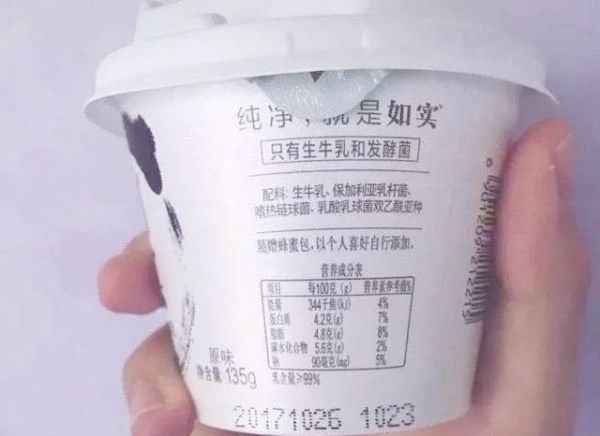 纯净，就是如实
只有生牛乳和发酵菌
配料：生牛乳、保加利亚乳杆菌、
嗜热链球菌、乳酸乳球菌双乙酰亚种
随赠蜂蜜包，以个人喜好自行添加。
营养成分表
项目 每100克(g) 营养素参考值%
能量 344千焦(kJ) 4%
蛋白质 4.2克(g) 7%
脂肪 4.8克(g) 8%
碳水化合物 5.6克(g) 2%
钠 90毫克(mg) 5%
乳含量≥99%
原味
净含量 135g
20171026 1023